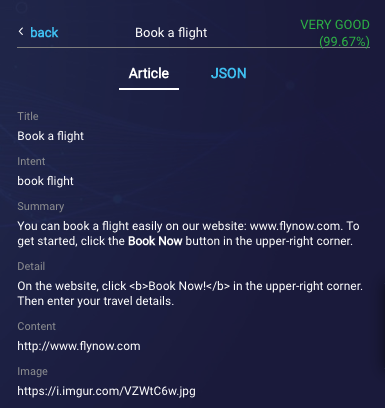 back
Book a flight
VERY GOOD
(99.67%)
Article
JSON
Title
Book a flight
Intent
book flight
Summary
You can book a flight easily on our website: www.flynow.com. To
get started, click the Book Now button in the upper-right corner.
Detail
On the website, click <b>Book Now!</b> in the upper-right corner.
Then enter your travel details.
Content
http://www.flynow.com
Image
https://i.imgur.com/VZWtC6w.jpg